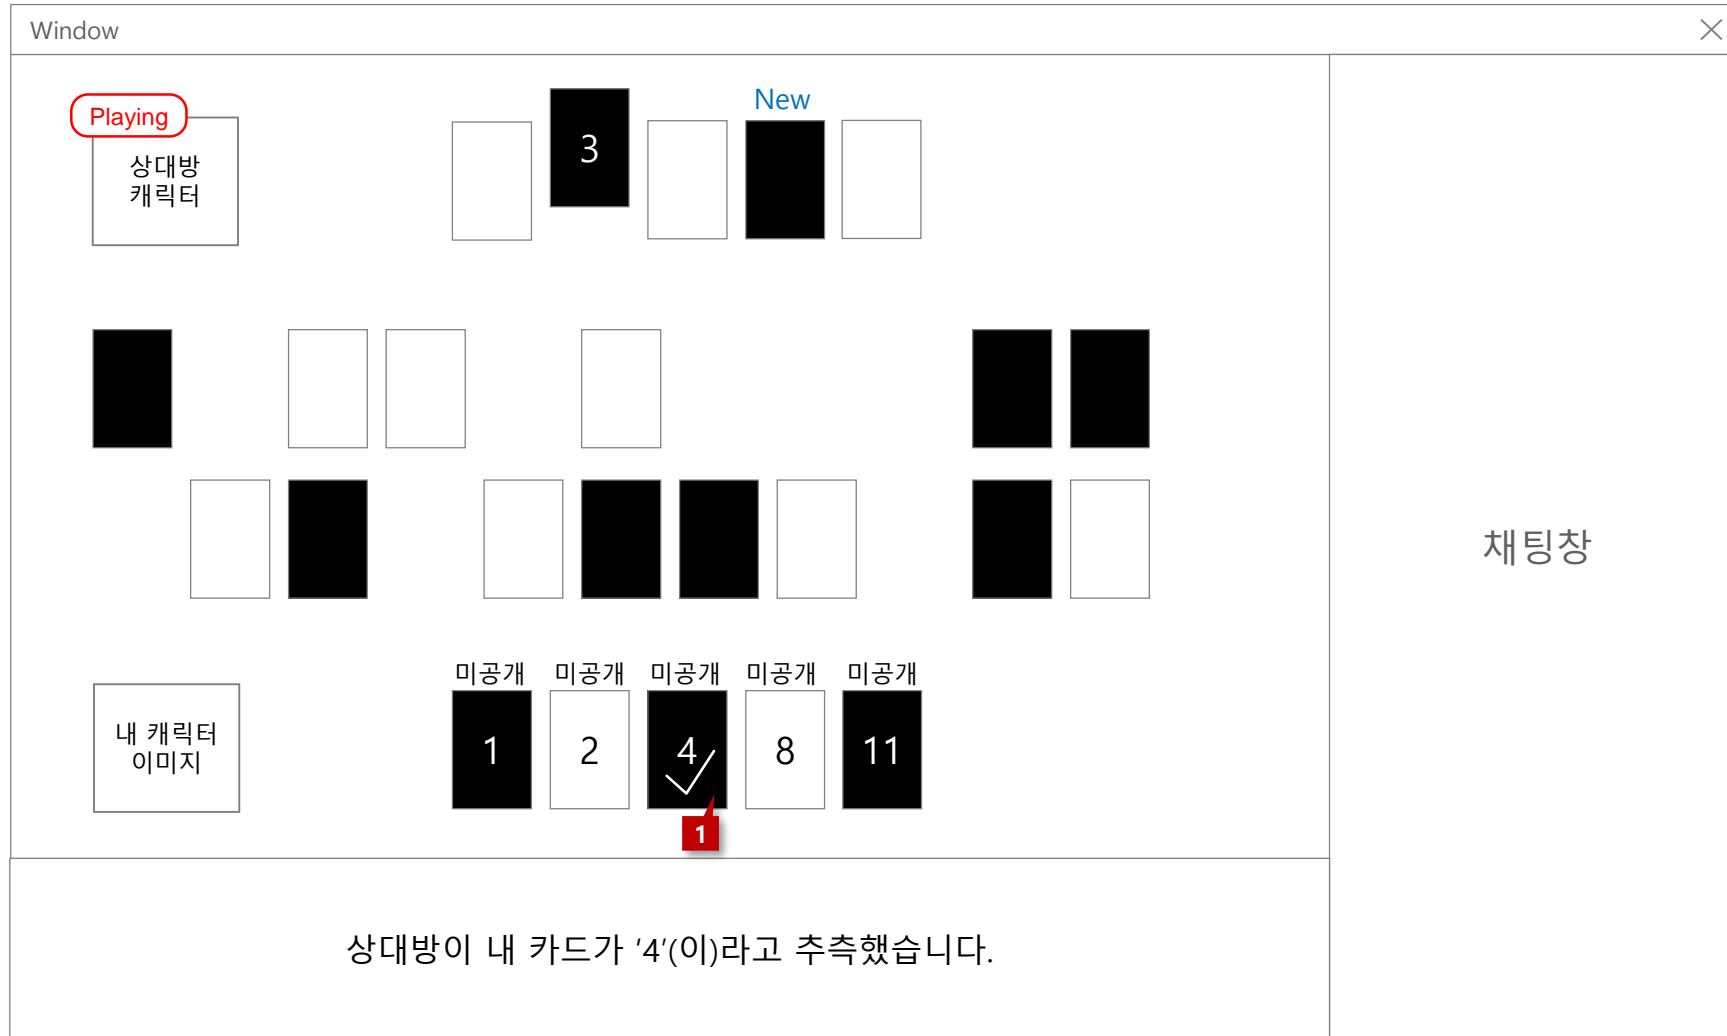 Window
Playing
상대방
캐릭터
3
New
채팅창
미공개 미공개 미공개 미공개 미공개
1 2 4 8 11
내 캐릭터
이미지
1
상대방이 내 카드가 ‘4’(이)라고 추측했습니다.